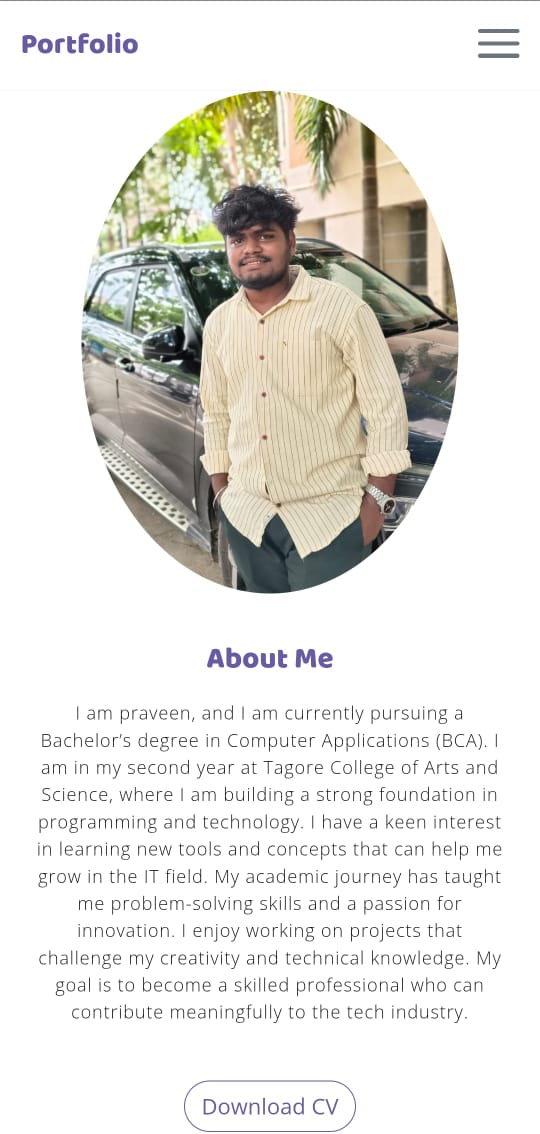 Portfolio
About Me
I am praveen, and I am currently pursuing a
Bachelor's degree in Computer Applications (BCA). I
am in my second year at Tagore College of Arts and
Science, where I am building a strong foundation in
programming and technology. I have a keen interest
in learning new tools and concepts that can help me
grow in the IT field. My academic journey has taught
me problem-solving skills and a passion for
innovation. I enjoy working on projects that
challenge my creativity and technical knowledge. My
goal is to become a skilled professional who can
contribute meaningfully to the tech industry.
Download CV